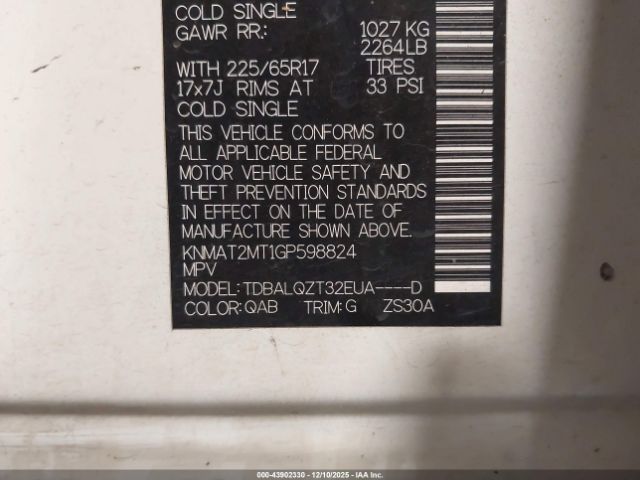 COLD SINGLE
GAWR RR: 1027 KG
2264LB
WITH 225/65R17 TIRES
17x7J RIMS AT 33 PSI
COLD SINGLE
THIS VEHICLE CONFORMS TO
ALL APPLICABLE FEDERAL
MOTOR VEHICLE SAFETY AND
THEFT PREVENTION STANDARDS
IN EFFECT ON THE DATE OF
MANUFACTURE SHOWN ABOVE.
KNMAT2MT1GP598824
MPV
MODEL:TDBALQZT32EUA----D
COLOR:QAB TRIM:G ZS30A
000-43902330 - 12/10/2025 - IAA Inc.